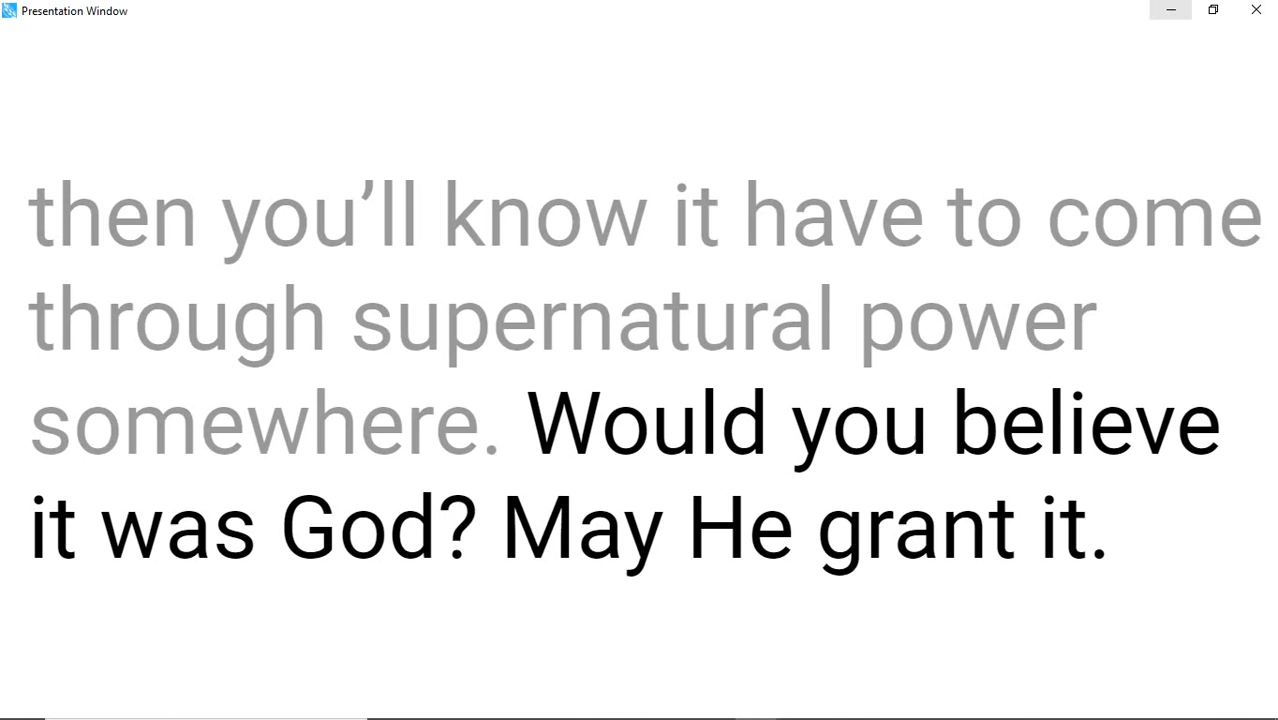 Presentation Window
then you’ll know it have to come
through supernatural power
somewhere. Would you believe
it was God? May He grant it.